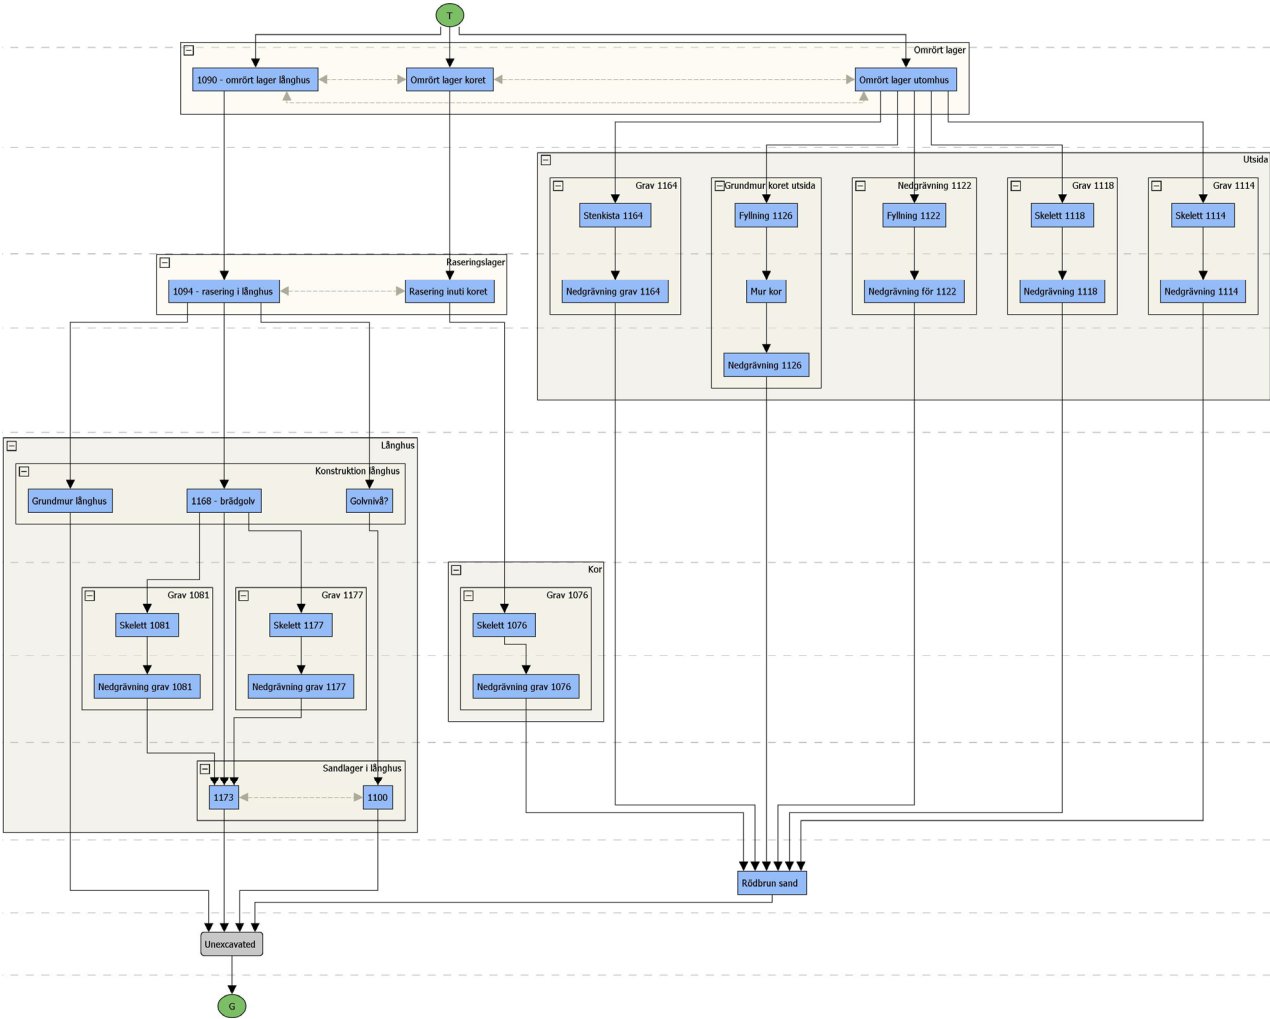 T
Omrört lager
1090 - omrört lager långhus
Omrört lager koret
Omrört lager utomhus
Utsida
Grav 1164
Grundmur koret utsida
Nedgrävning 1122
Grav 1118
Grav 1114
Stenkista 1164
Fyllning 1126
Fyllning 1122
Skelett 1118
Skelett 1114
Raseringslager
1094 - rasering i långhus
Rasering inuti koret
Nedgrävning grav 1164
Mur kor
Nedgrävning för 1122
Nedgrävning 1118
Nedgrävning 1114
Nedgrävning 1126
Långhus
Konstruktion långhus
Grundmur långhus
1168 - brädgolv
Golvnivå?
Kor
Grav 1081
Grav 1177
Grav 1076
Skelett 1081
Skelett 1177
Skelett 1076
Nedgrävning grav 1081
Nedgrävning grav 1177
Nedgrävning grav 1076
Sandlager i långhus
1173
1100
Rödbrun sand
Unexcavated
G